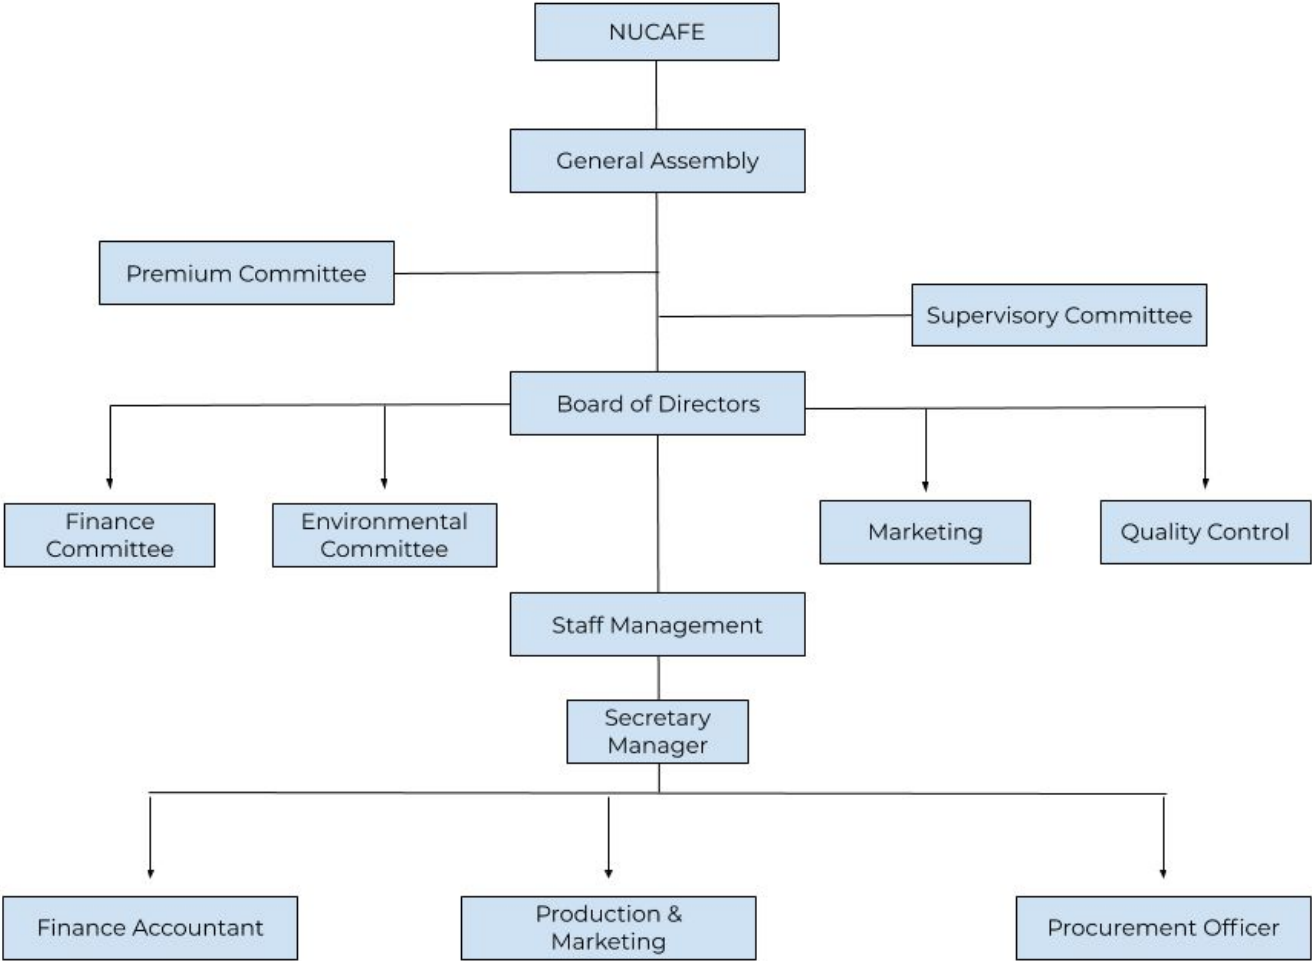 NUCAFE
General Assembly
Premium Committee
Supervisory Committee
Board of Directors
Finance
Committee
Environmental
Committee
Marketing
Quality Control
Staff Management
Secretary
Manager
Finance Accountant
Production &
Marketing
Procurement Officer